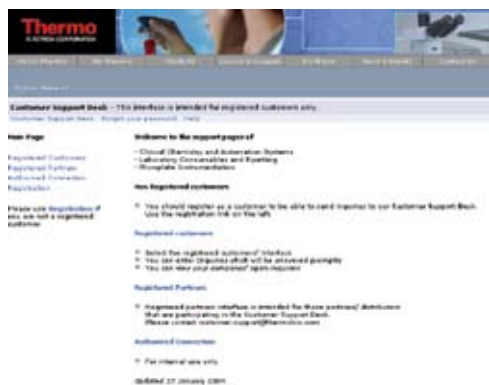 Thermo
ELECTRON CORPORATION
Customer Support Desk - This interface is intended for registered customers only.
Customer Support Desk Forgot your password Help
Main Page
Welcome to the support pages of
- Clinical Chemistry and Automation Systems
- Laboratory Consumables and Pipetting
- Microplate Instrumentation
Registered Customers
Registered Partners
Authorised Connection
Registration
Non Registered customers
Please use Registration if
you are not a registered
customer
You should register as a customer to be able to send inquiries to our Customer Support Desk.
Use the registration link on the left.
Registered customers
Select the registered customers' interface
You can enter inquiries which will be answered promptly
You can view your companies' open inquiries
Registered Partners
Registered partners interface is intended for those partners/ distributors
that are participating in the Customer Support Desk.
Please contact
Authorised Connection
For internal use only
Updated 27 January 2004